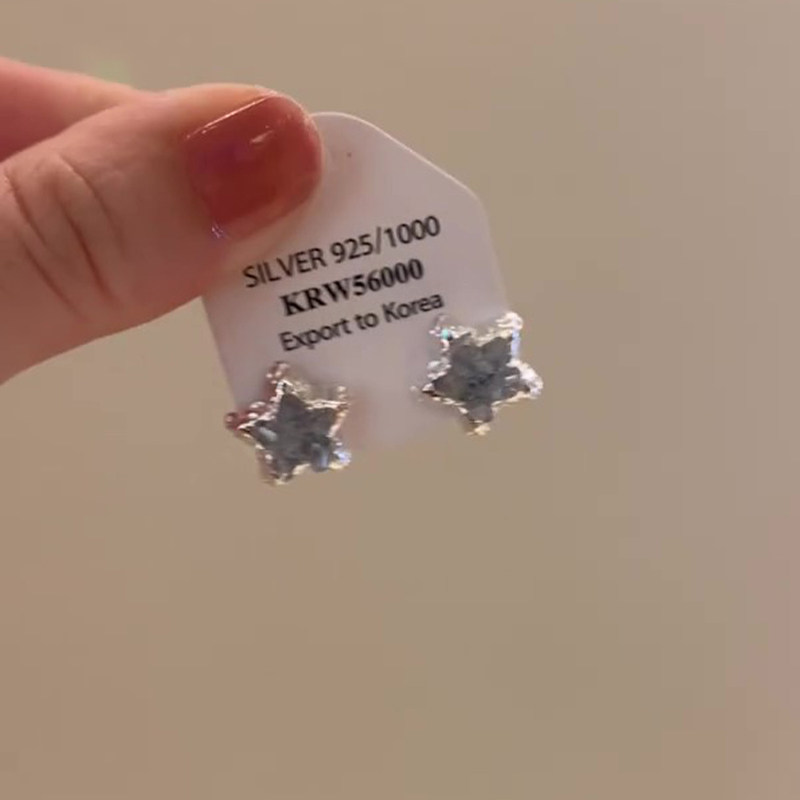 SILVER 925/1000
KRW56000
Export to Korea